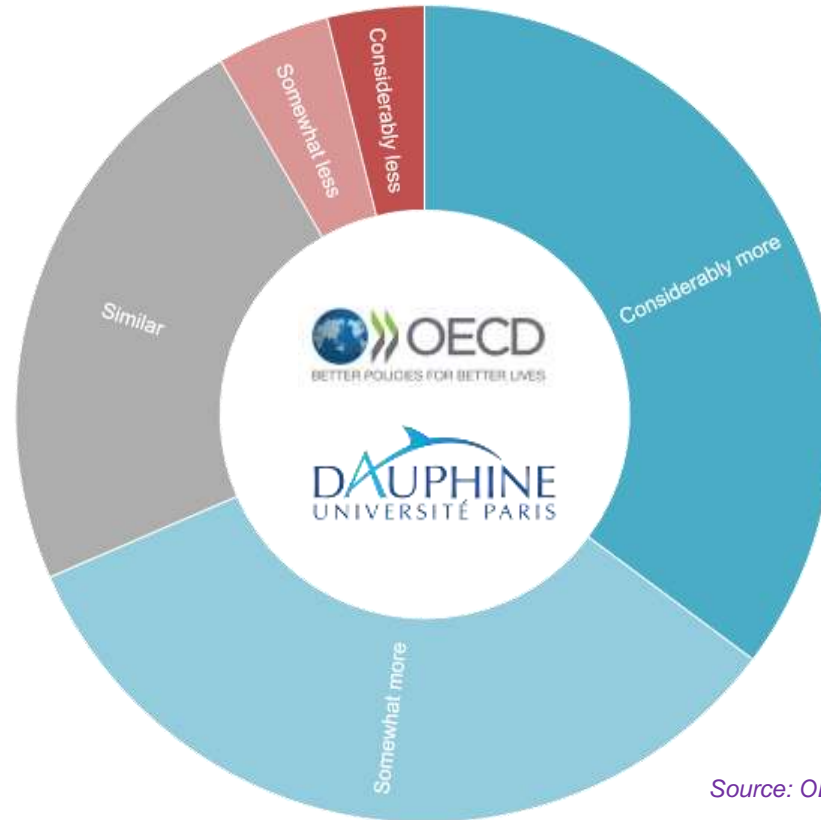 Considerably less
Somewhat less
Considerably more
Similar
OECD
BETTER POLICIES FOR BETTER LIVES
DAUPHINE
UNIVERSITÉ PARIS
Somewhat more
Source: